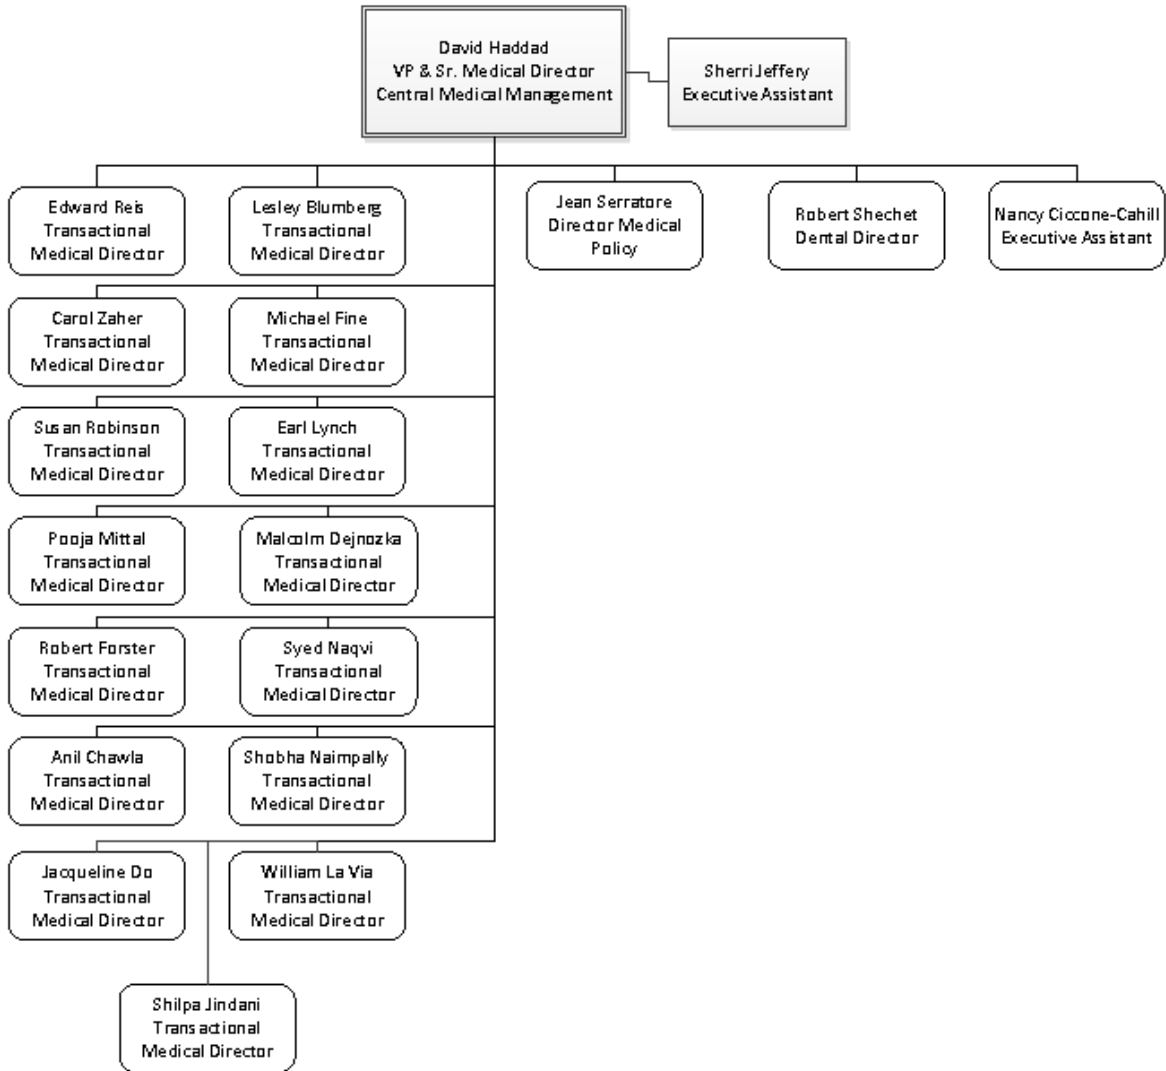 David Haddad
VP & Sr. Medical Director
Central Medical Management
Sherri Jeffery
Executive Assistant
Edward Reis
Transactional
Medical Director
Lesley Blumberg
Transactional
Medical Director
Jean Serratore
Director Medical
Policy
Robert Shechet
Dental Director
Nancy Ciccone-Cahill
Executive Assistant
Carol Zaher
Transactional
Medical Director
Michael Fine
Transactional
Medical Director
Susan Robinson
Transactional
Medical Director
Earl Lynch
Transactional
Medical Director
Pooja Mittal
Transactional
Medical Director
Malcolm Dejnozka
Transactional
Medical Director
Robert Forster
Transactional
Medical Director
Syed Naqvi
Transactional
Medical Director
Anil Chawla
Transactional
Medical Director
Shobha Naimpally
Transactional
Medical Director
Jacqueline Do
Transactional
Medical Director
William La Via
Transactional
Medical Director
Shilpa Jindani
Transactional
Medical Director